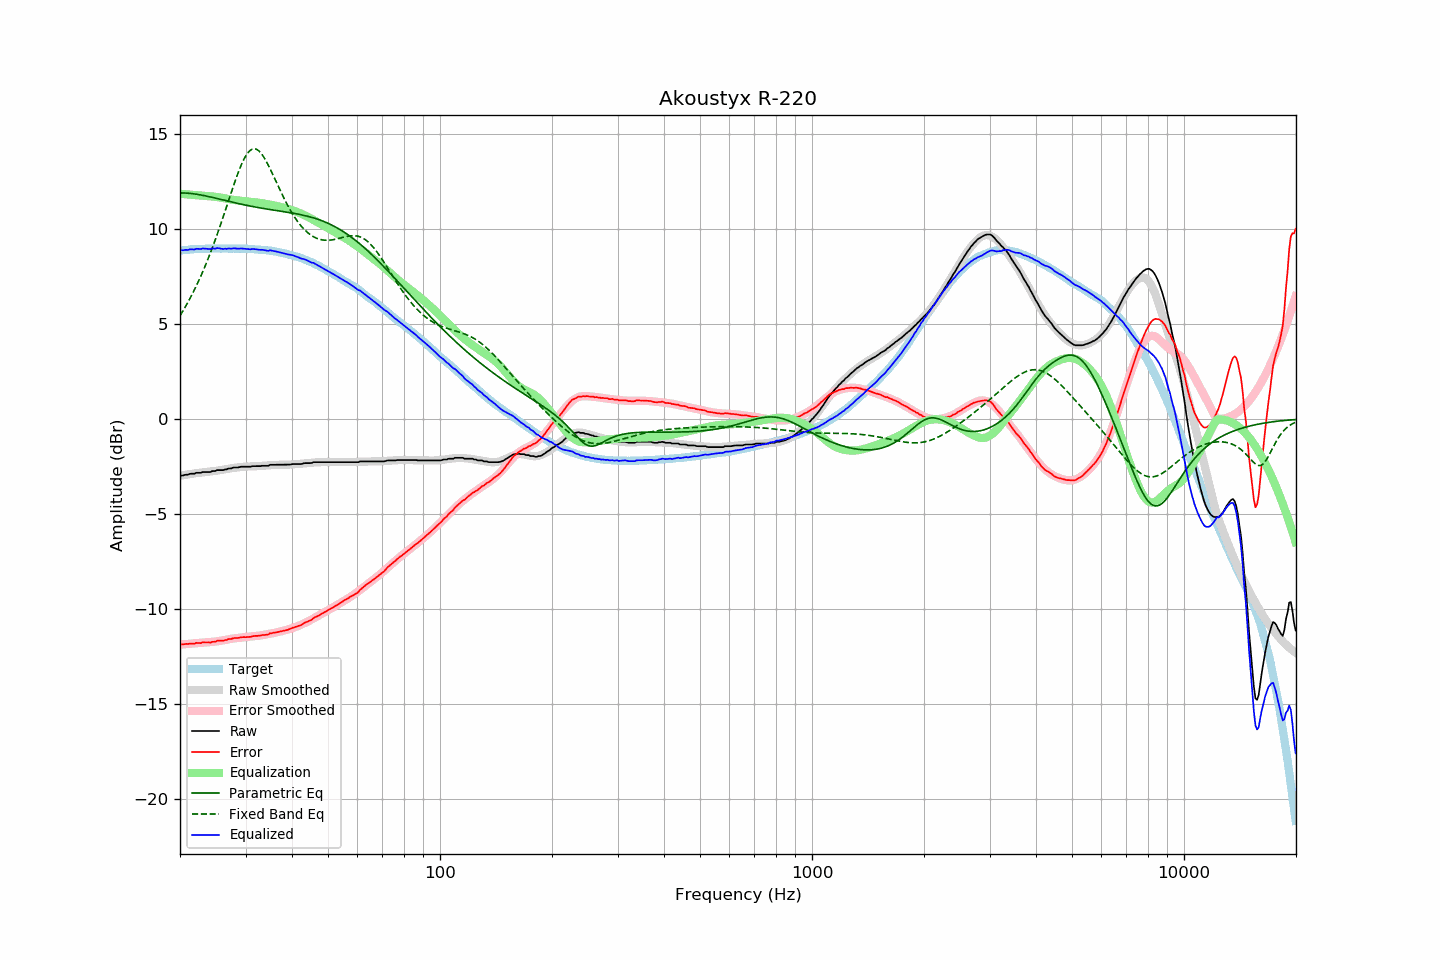 Akoustyx R-220
15
10
5
0
−5
−10
−15
−20
Amplitude (dBr)
Target
Raw Smoothed
Error Smoothed
Raw
Error
Equalization
Parametric Eq
Fixed Band Eq
Equalized
100
1000
10000
Frequency (Hz)